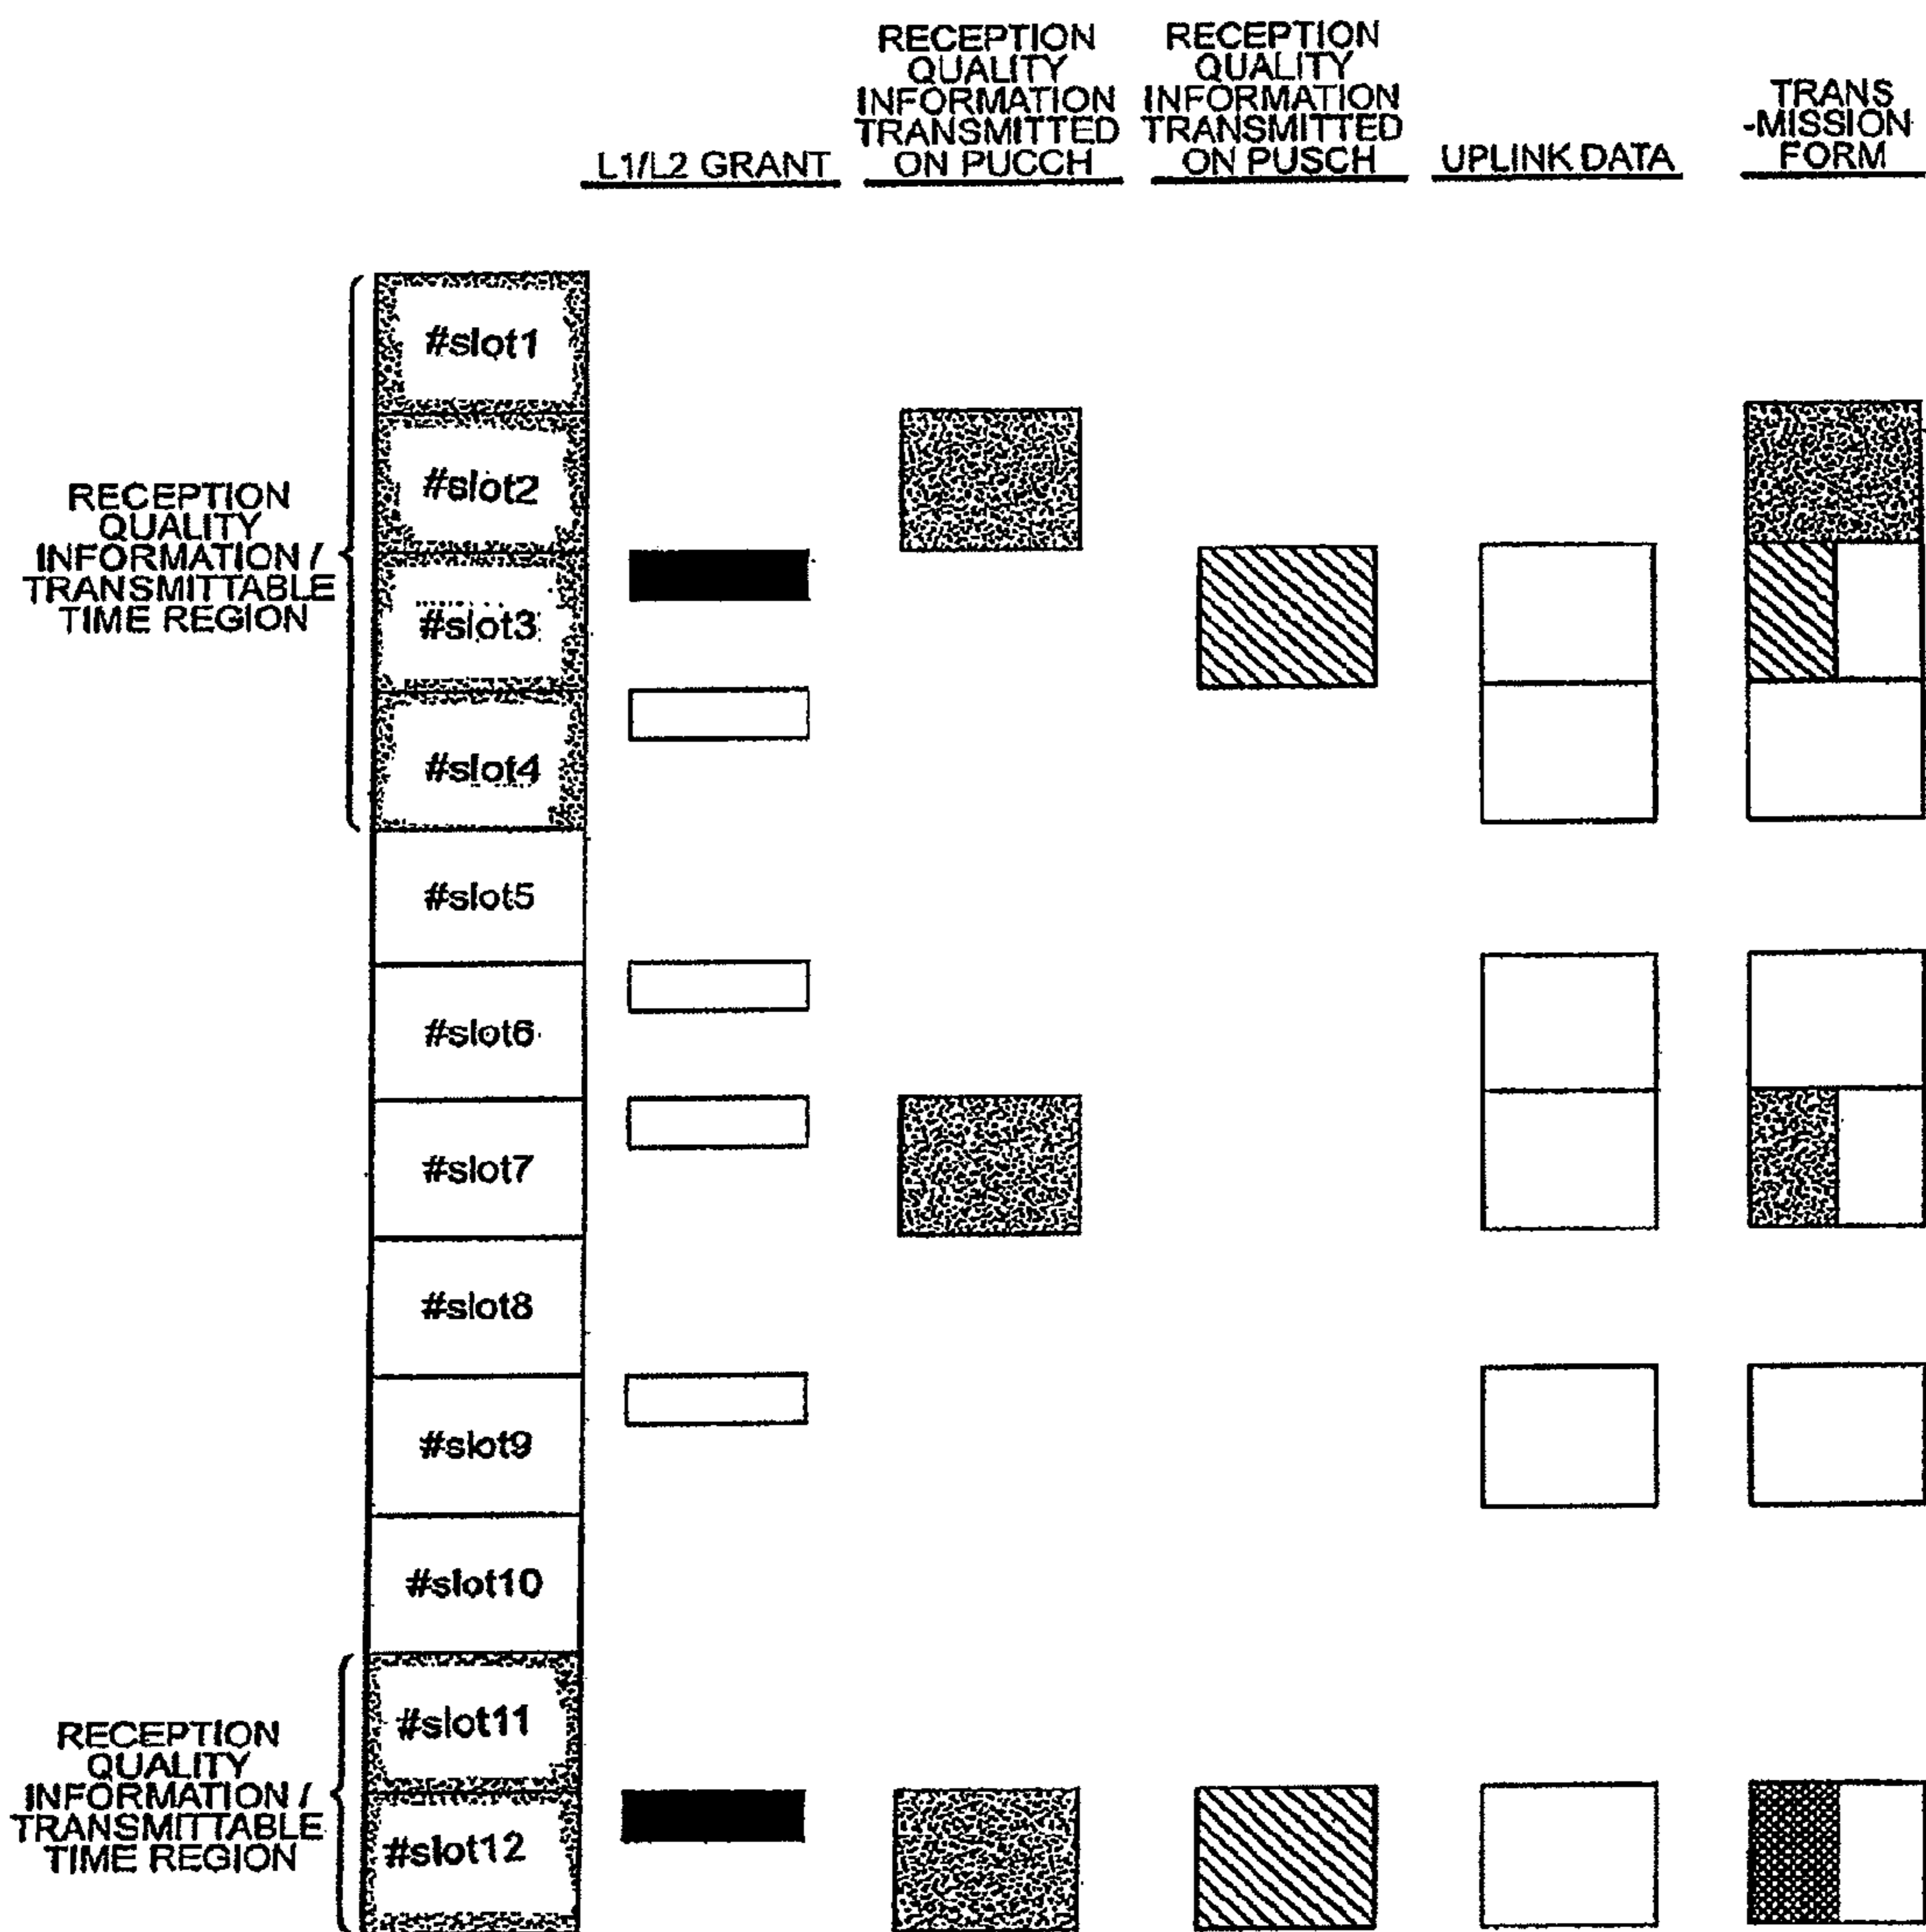 RECEPTION
QUALITY
INFORMATION
TRANSMITTED
ON PUCCH
RECEPTION
QUALITY
INFORMATION
TRANSMITTED
ON PUSCH
TRANS
-MISSION
FORM
L1/L2 GRANT
UPLINK DATA
#slot1
#slot2
#slot3
#slot4
RECEPTION
QUALITY
INFORMATION /
TRANSMITTABLE
TIME REGION
#slot5
#slot6
#slot7
#slot8
#slot9
#slot10
#slot11
#slot12
RECEPTION
QUALITY
INFORMATION /
TRANSMITTABLE
TIME REGION